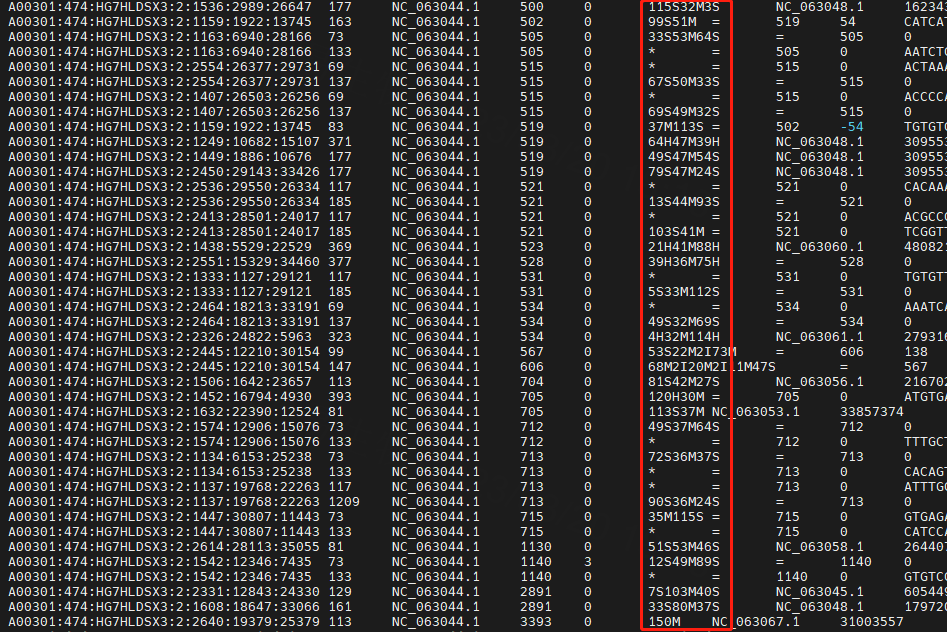 A00301:474:HG7HLDSX3:2:1536:2989:26647 177 NC_063044.1 500 0 115S32M3S NC_063048.1 162343
A00301:474:HG7HLDSX3:2:1159:1922:13745 163 NC_063044.1 502 0 99S51M = 519 54 CATCAT
A00301:474:HG7HLDSX3:2:1163:6940:28166 73 NC_063044.1 505 0 33S53M64S = 505 0
A00301:474:HG7HLDSX3:2:1163:6940:28166 133 NC_063044.1 505 0 * = 505 0 AATCTG
A00301:474:HG7HLDSX3:2:2554:26377:29731 69 NC_063044.1 515 0 * = 515 0 ACTAAA
A00301:474:HG7HLDSX3:2:2554:26377:29731 137 NC_063044.1 515 0 67S50M33S = 515 0
A00301:474:HG7HLDSX3:2:1407:26503:26256 69 NC_063044.1 515 0 * = 515 0 ACCCCA
A00301:474:HG7HLDSX3:2:1407:26503:26256 137 NC_063044.1 515 0 69S49M32S = 515 0
A00301:474:HG7HLDSX3:2:1159:1922:13745 83 NC_063044.1 519 0 37M113S = 502 -54 TGTGTG
A00301:474:HG7HLDSX3:2:1249:10682:15107 371 NC_063044.1 519 0 64H47M39H NC_063048.1 309553
A00301:474:HG7HLDSX3:2:1449:1886:10676 177 NC_063044.1 519 0 49S47M54S NC_063048.1 309553
A00301:474:HG7HLDSX3:2:2450:29143:33426 177 NC_063044.1 519 0 79S47M24S NC_063048.1 309553
A00301:474:HG7HLDSX3:2:2536:29550:26334 117 NC_063044.1 521 0 * = 521 0 CACAAA
A00301:474:HG7HLDSX3:2:2536:29550:26334 185 NC_063044.1 521 0 13S44M93S = 521 0
A00301:474:HG7HLDSX3:2:2413:28501:24017 117 NC_063044.1 521 0 * = 521 0 ACGCCC
A00301:474:HG7HLDSX3:2:2413:28501:24017 185 NC_063044.1 521 0 103S41M = 521 0 TCGGTT
A00301:474:HG7HLDSX3:2:1438:5529:22529 369 NC_063044.1 523 0 21H41M88H NC_063060.1 480821
A00301:474:HG7HLDSX3:2:2551:15329:34460 377 NC_063044.1 528 0 39H36M75H = 528 0
A00301:474:HG7HLDSX3:2:1333:1127:29121 117 NC_063044.1 531 0 * = 531 0 TGTGTT
A00301:474:HG7HLDSX3:2:1333:1127:29121 185 NC_063044.1 531 0 5S33M112S = 531 0
A00301:474:HG7HLDSX3:2:2464:18213:33191 69 NC_063044.1 534 0 * = 534 0 AAATCA
A00301:474:HG7HLDSX3:2:2464:18213:33191 137 NC_063044.1 534 0 49S32M69S = 534 0
A00301:474:HG7HLDSX3:2:2326:24822:5963 323 NC_063044.1 534 0 4H32M114H NC_063061.1 279316
A00301:474:HG7HLDSX3:2:2445:12210:30154 99 NC_063044.1 567 0 53S22M2I73M = 606 138
A00301:474:HG7HLDSX3:2:2445:12210:30154 147 NC_063044.1 606 0 = 567
A00301:474:HG7HLDSX3:2:1506:1642:23657 113 NC_063044.1 704 0 81S42M27S NC_063056.1 216702
A00301:474:HG7HLDSX3:2:1452:16794:4930 393 NC_063044.1 705 0 120H30M = 705 0 ATGTGA
A00301:474:HG7HLDSX3:2:1632:22390:12524 81 NC_063044.1 705 0 113S37M NC_063053.1 33857374
A00301:474:HG7HLDSX3:2:1574:12906:15076 73 NC_063044.1 712 0 49S37M64S = 712 0
A00301:474:HG7HLDSX3:2:1574:12906:15076 133 NC_063044.1 712 0 * = 712 0 TTTGCT
A00301:474:HG7HLDSX3:2:1134:6153:25238 73 NC_063044.1 713 0 72S36M37S = 713 0
A00301:474:HG7HLDSX3:2:1134:6153:25238 133 NC_063044.1 713 0 * = 713 0 CACAGT
A00301:474:HG7HLDSX3:2:1137:19768:22263 117 NC_063044.1 713 0 * = 713 0 ATTTGG
A00301:474:HG7HLDSX3:2:1137:19768:22263 1209 NC_063044.1 713 0 90S36M24S = 713 0
A00301:474:HG7HLDSX3:2:1447:30807:11443 73 NC_063044.1 715 0 35M115S = 715 0 GTGAGA
A00301:474:HG7HLDSX3:2:1447:30807:11443 133 NC_063044.1 715 0 * = 715 0 CATCCA
A00301:474:HG7HLDSX3:2:2614:28113:35055 81 NC_063044.1 1130 0 51S53M46S NC_063058.1 264407
A00301:474:HG7HLDSX3:2:1542:12346:7435 73 NC_063044.1 1140 3 12S49M89S = 1140 0
A00301:474:HG7HLDSX3:2:1542:12346:7435 133 NC_063044.1 1140 0 * = 1140 0 GTGTCC
A00301:474:HG7HLDSX3:2:2331:12843:24330 129 NC_063044.1 2891 0 7S103M40S NC_063045.1 605449
A00301:474:HG7HLDSX3:2:1608:18647:33066 161 NC_063044.1 2891 0 33S80M37S NC_063048.1 179720
A00301:474:HG7HLDSX3:2:2640:19379:25379 113 NC_063044.1 3393 0 150M NC_063067.1 31003557